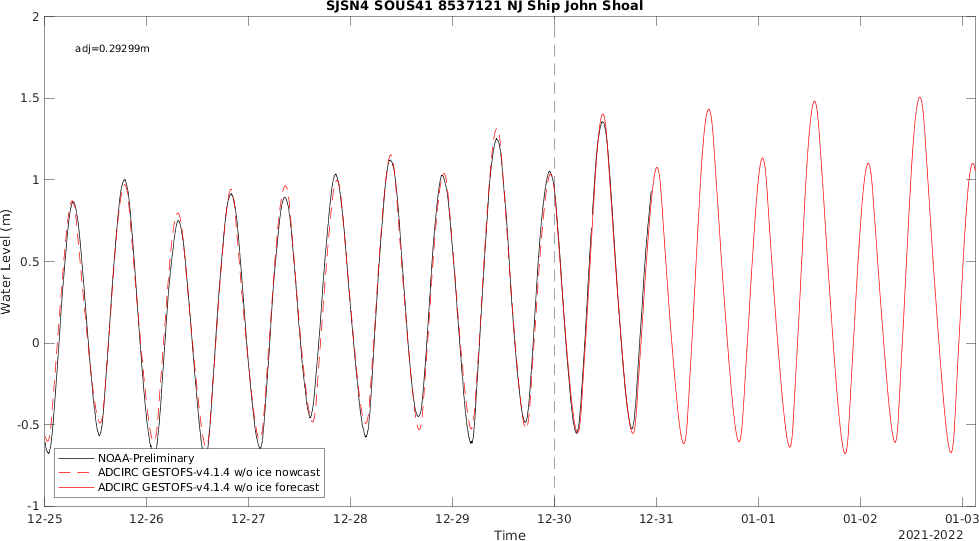 SJSN4 SOUS41 8537121 NJ Ship John Shoal
2
adj=0.29299m
1.5
1
0.5
0
-0.5
-1
Water Level (m)
NOAA-Preliminary
ADCIRC GESTOFS-v4.1.4 w/o ice nowcast
ADCIRC GESTOFS-v4.1.4 w/o ice forecast
12-25 12-26 12-27 12-28 12-29 12-30 12-31 01-01 01-02 01-03
Time
2021-2022